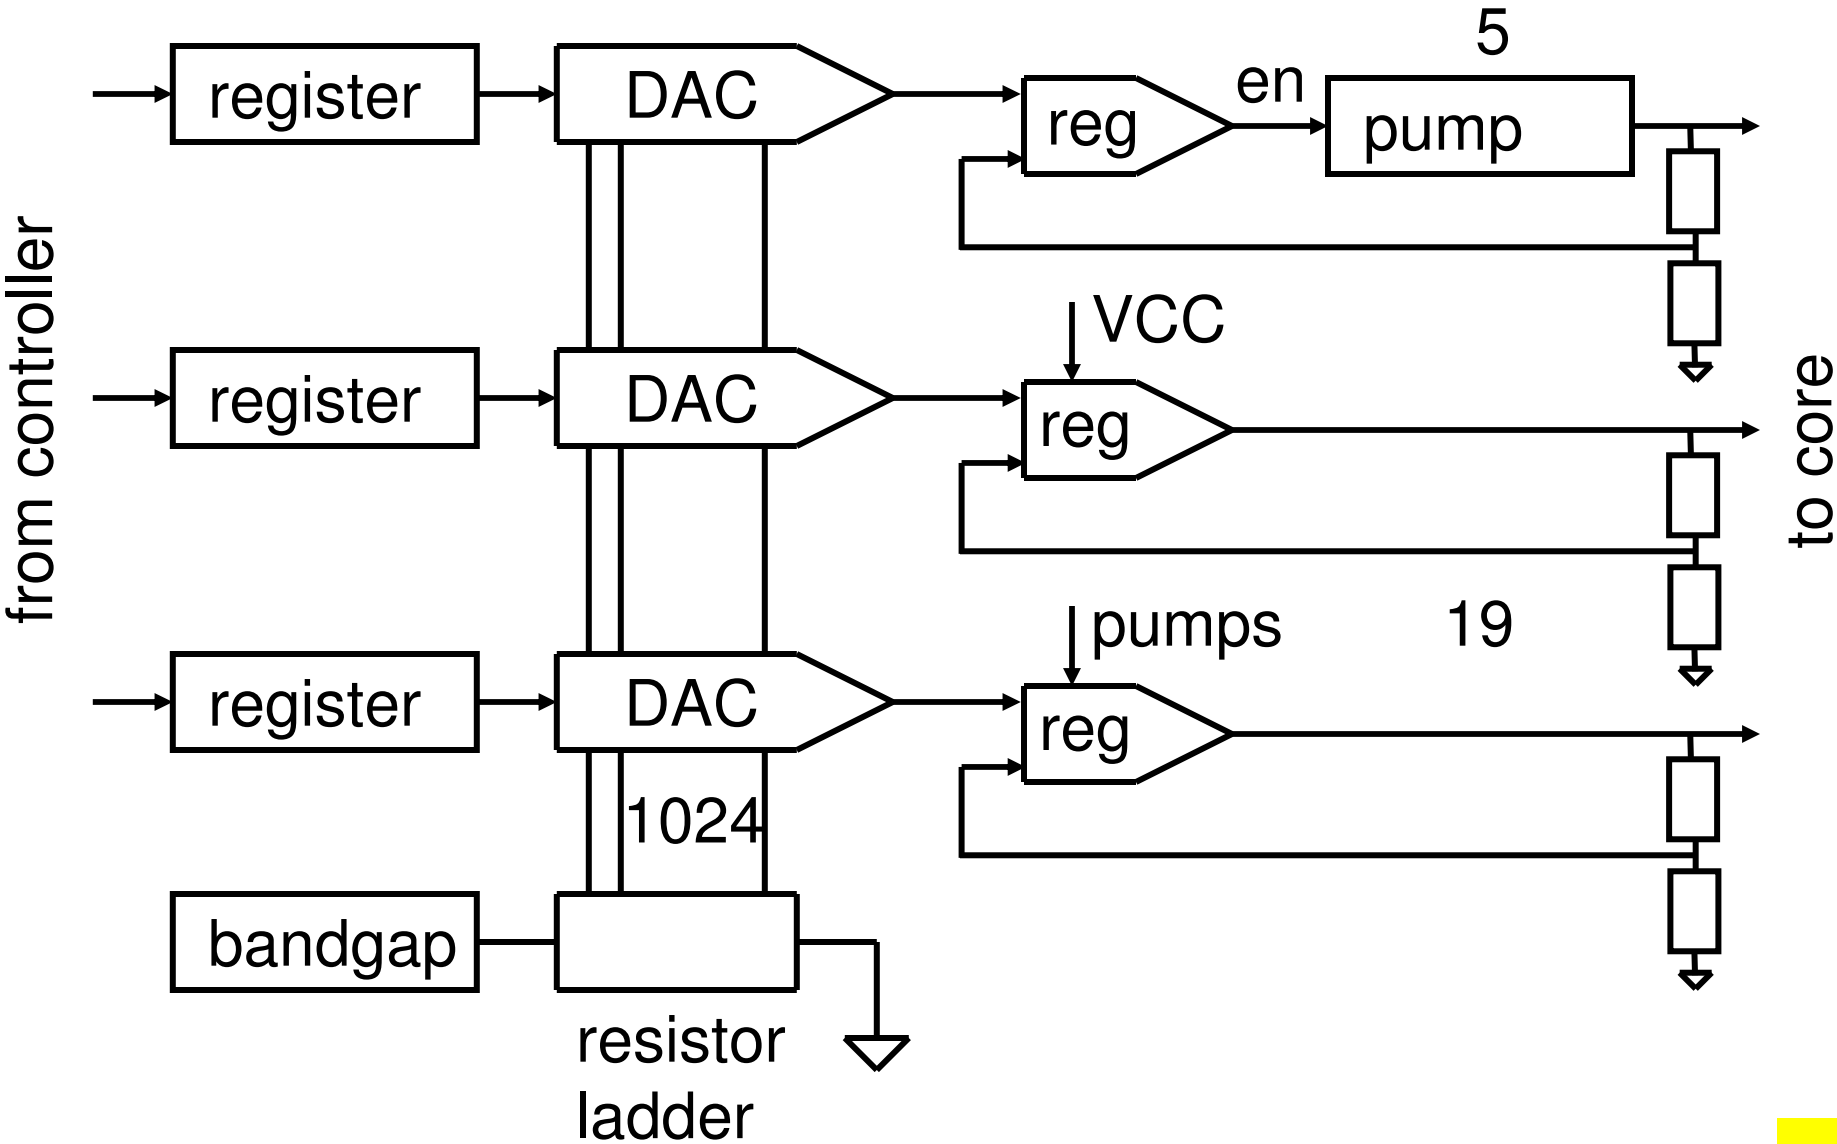 5
register
DAC
reg
en
pump
from controller
VCC
register
DAC
reg
to core
pumps
19
register
DAC
reg
1024
bandgap
resistor
ladder